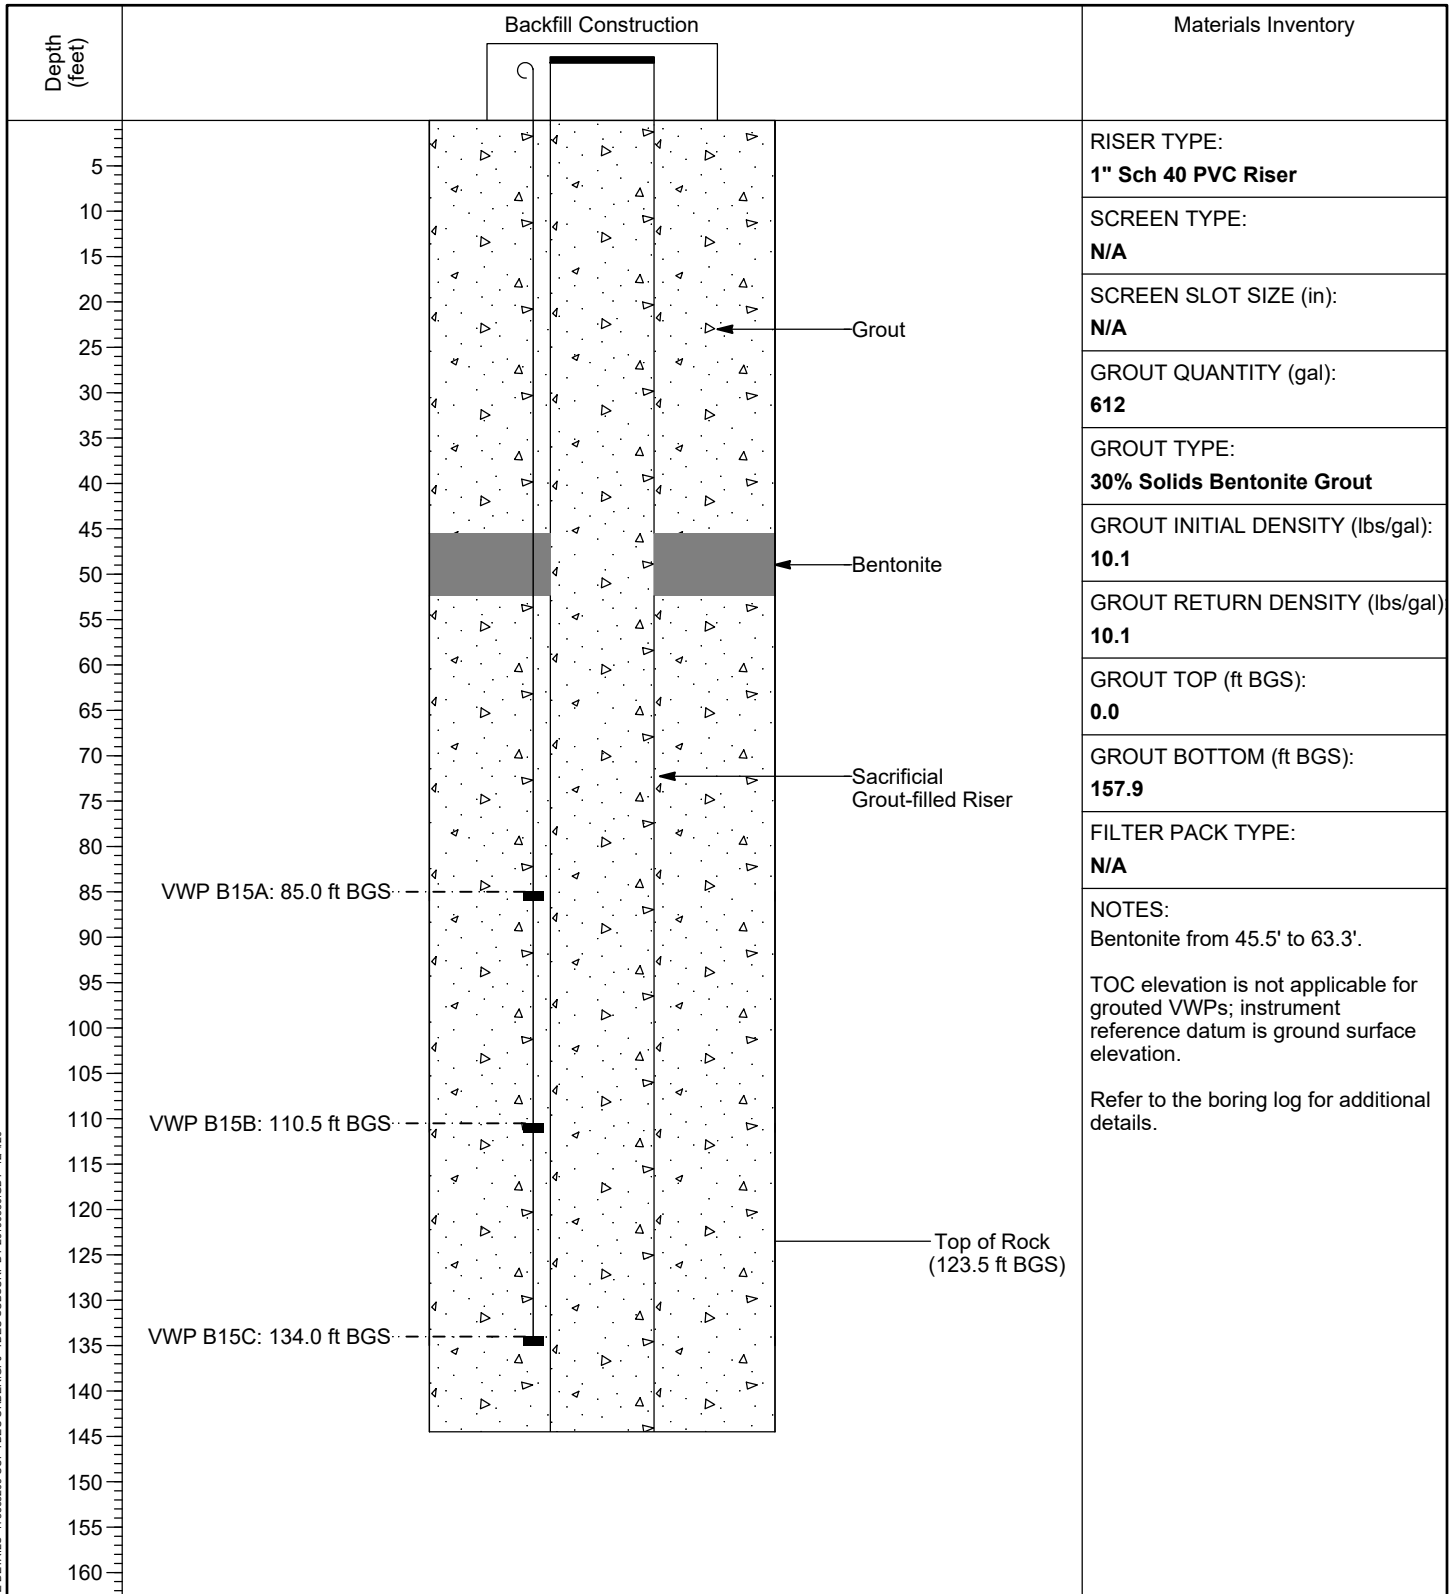 Depth
(feet)
Backfill Construction
Materials Inventory
5
10
15
20
25
30
35
40
45
50
55
60
65
70
75
80
85
90
95
100
105
110
115
120
125
130
135
140
145
150
155
160
Grout
Bentonite
Sacrificial
Grout-filled Riser
VWP B15A: 85.0 ft BGS
VWP B15B: 110.5 ft BGS
Top of Rock
(123.5 ft BGS)
VWP B15C: 134.0 ft BGS
RISER TYPE:
1" Sch 40 PVC Riser
SCREEN TYPE:
N/A
SCREEN SLOT SIZE (in):
N/A
GROUT QUANTITY (gal):
612
GROUT TYPE:
30% Solids Bentonite Grout
GROUT INITIAL DENSITY (lbs/gal):
10.1
GROUT RETURN DENSITY (lbs/gal):
10.1
GROUT TOP (ft BGS):
0.0
GROUT BOTTOM (ft BGS):
157.9
FILTER PACK TYPE:
N/A
NOTES:
Bentonite from 45.5' to 63.3'.
TOC elevation is not applicable for
grouted VWPs; instrument
reference datum is ground surface
elevation.
Refer to the boring log for additional
details.